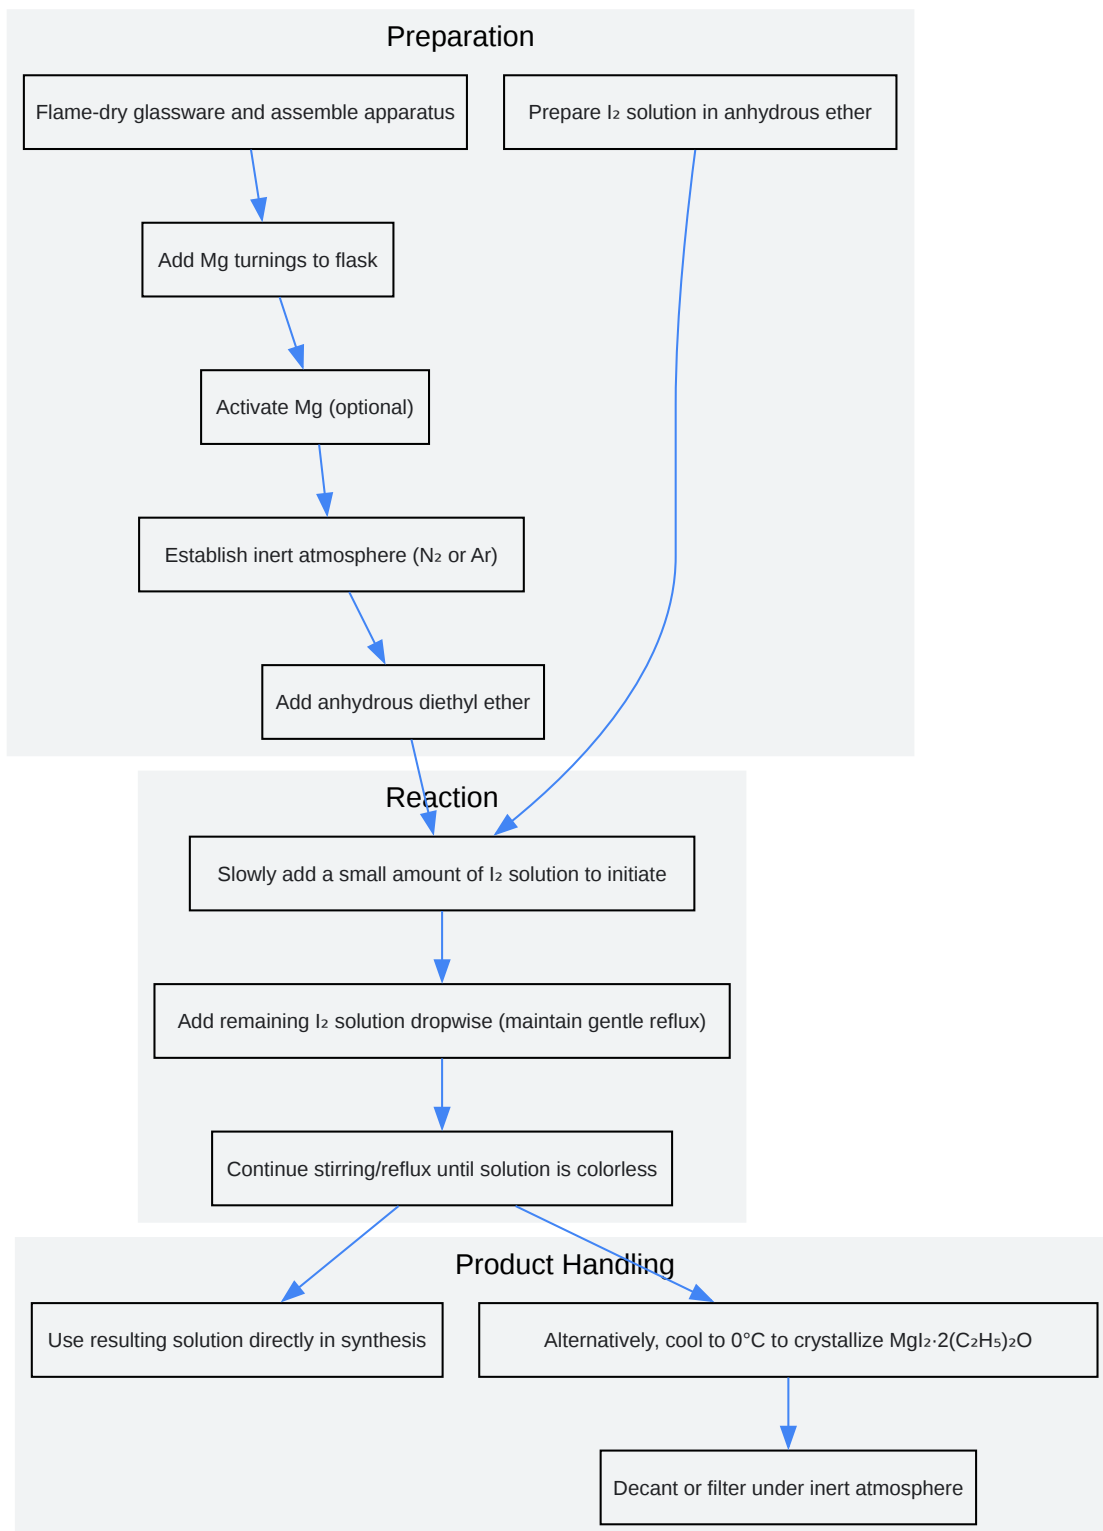 Preparation
Flame-dry glassware and assemble apparatus
Prepare I₂ solution in anhydrous ether
Add Mg turnings to flask
Activate Mg (optional)
Establish inert atmosphere (N₂ or Ar)
Add anhydrous diethyl ether
Reaction
Slowly add a small amount of I₂ solution to initiate
Add remaining I₂ solution dropwise (maintain gentle reflux)
Continue stirring/reflux until solution is colorless
Product Handling
Use resulting solution directly in synthesis
Alternatively, cool to 0°C to crystallize MgI₂·2(C₂H₅)₂O
Decant or filter under inert atmosphere